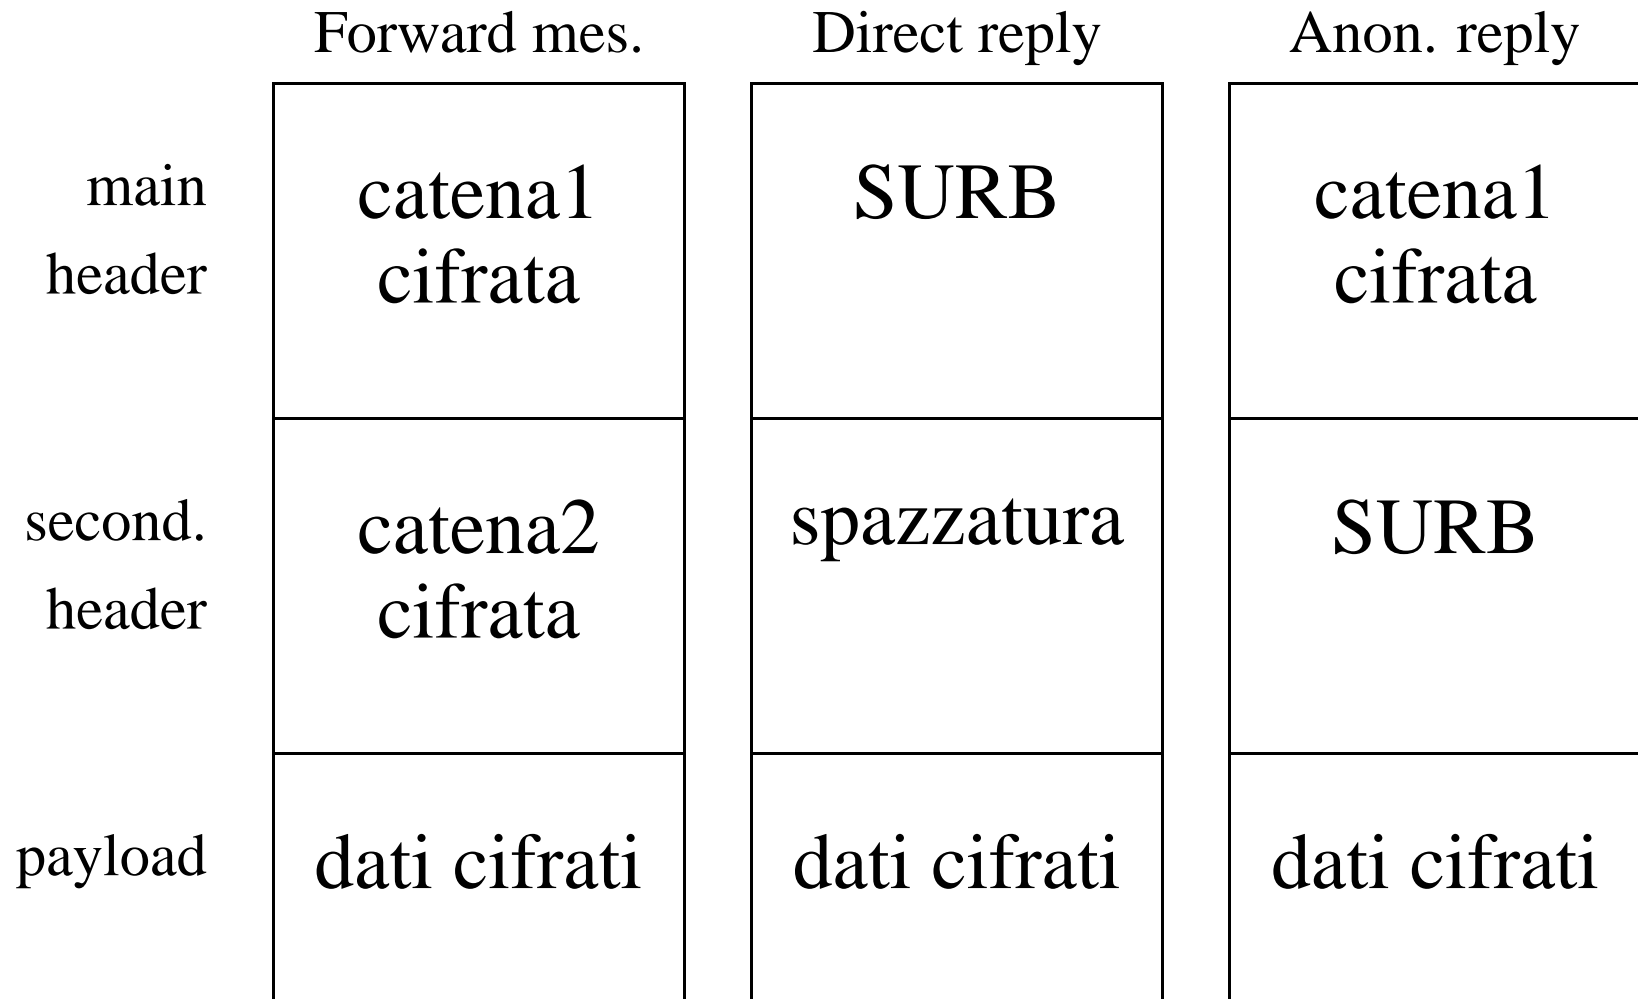 Forward mes. Direct reply Anon. reply
main catena1 SURB catena1
header cifrata cifrata
second. catena2 spazzatura SURB
header cifrata
payload dati cifrati dati cifrati dati cifrati